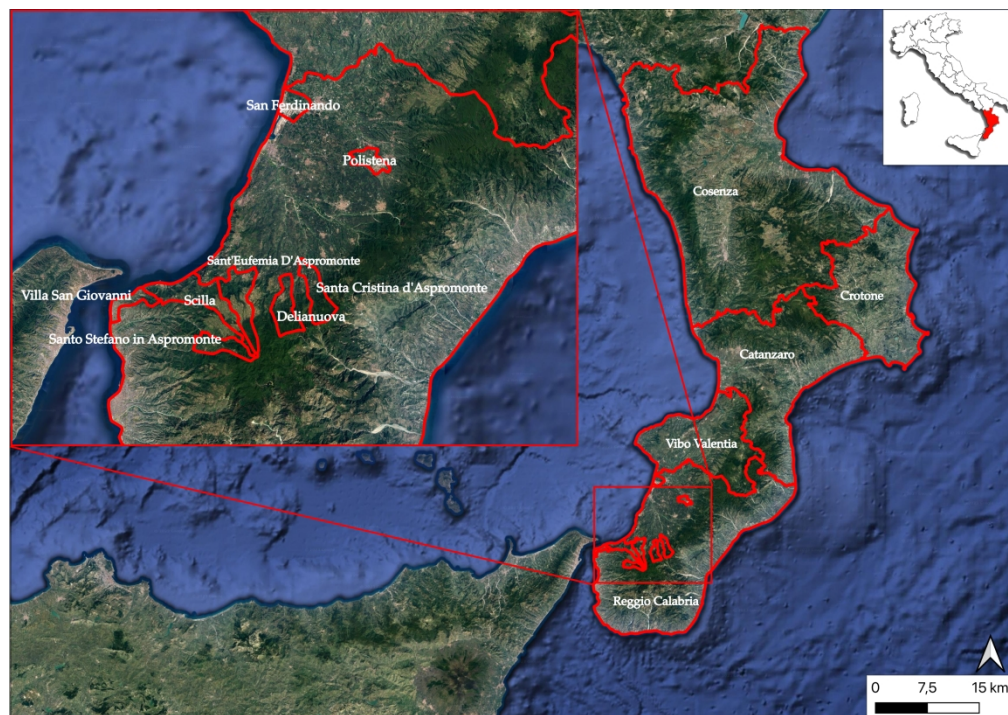 San Ferdinando
Polistena
Sant'Eufemia D'Aspromonte
Villa San Giovanni
Scilla
Santa Cristina d'Aspromonte
Delianuova
Santo Stefano in Aspromonte
Cosenza
Crotone
Catanzaro
Vibo Valentia
Reggio Calabria
0 7,5 15 km